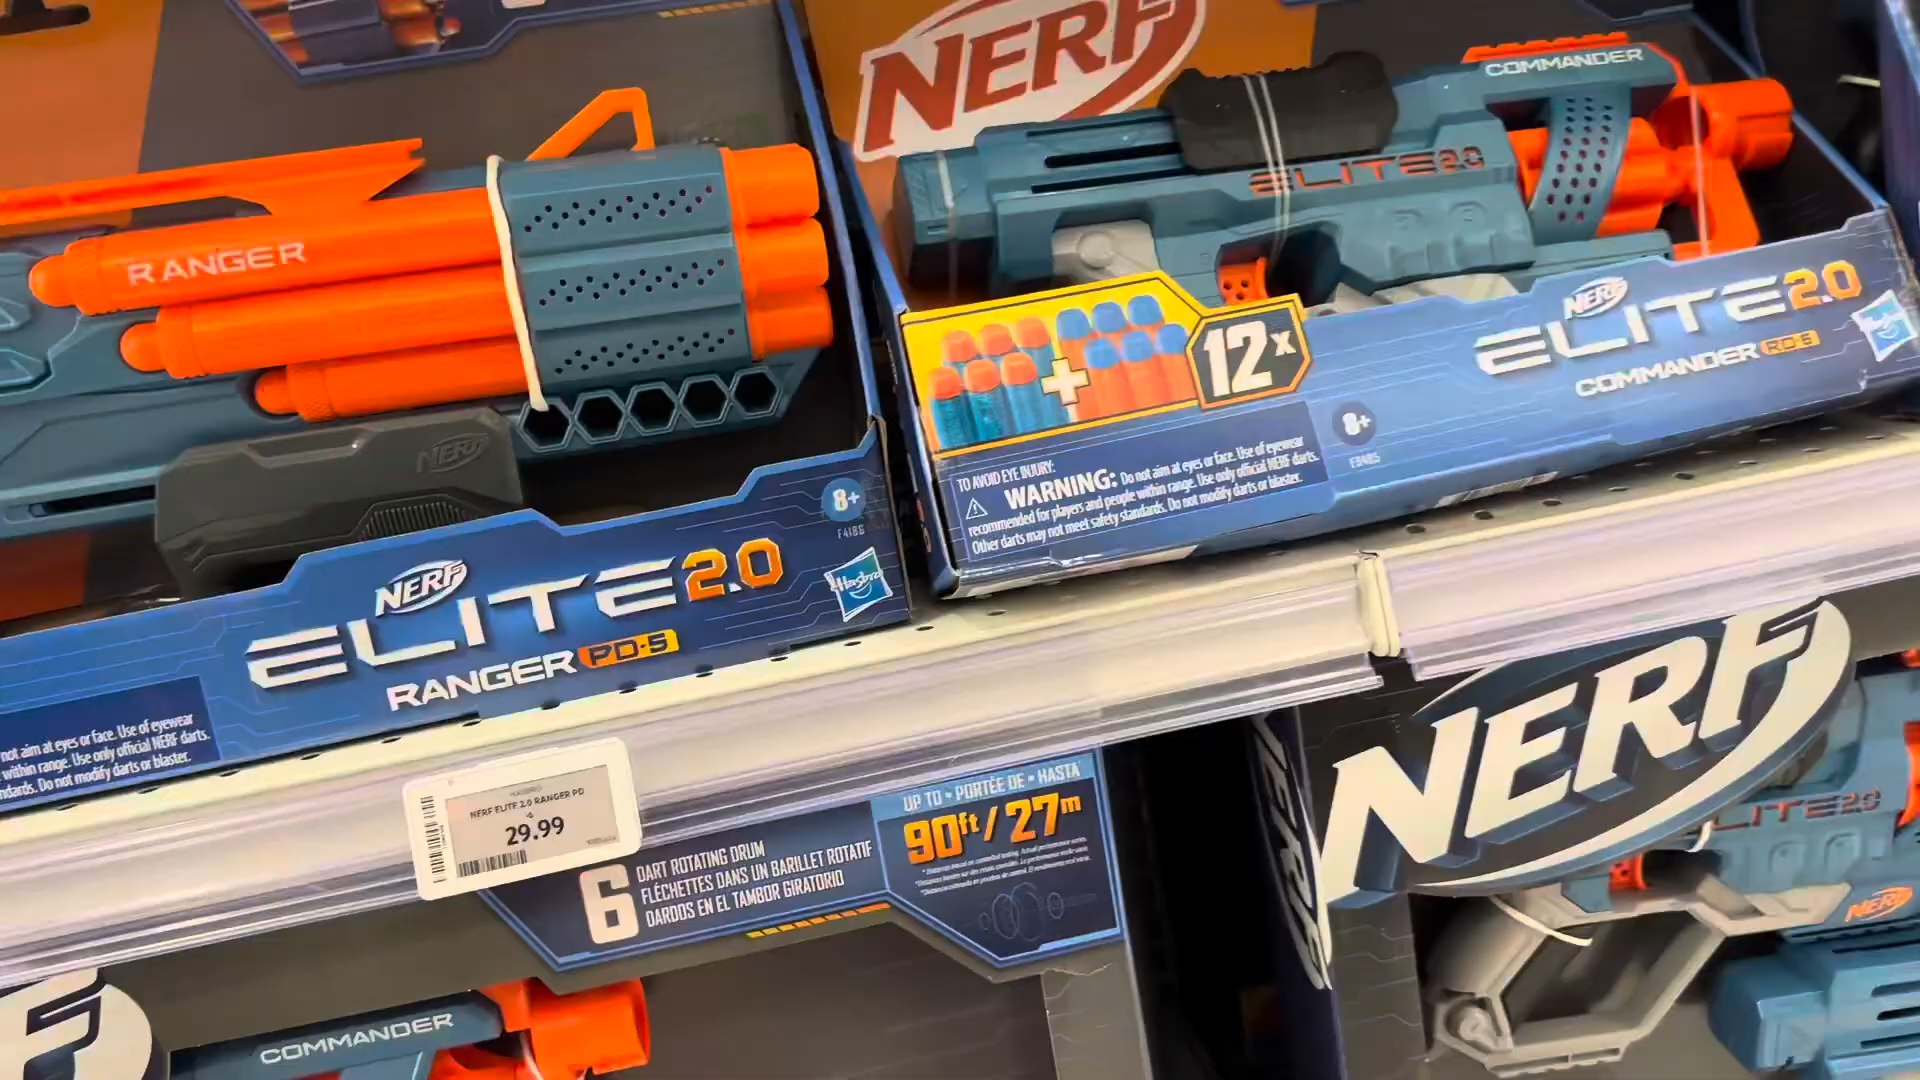 RANGER
NERF
8+
F4186
NERF
ELITE 2.0
Hasbro
RANGER PD-5
not aim at eyes or face. Use of eyewear
within range. Use only official NERF darts.
ndards. Do not modify darts or blaster.
NERF
COMMANDER
ELITE 2.0
12x
NERF
ELITE 2.0
COMMANDER RD-6
Hasbro
8+
TO AVOID EYE INJURY:
WARNING: Do not aim at eyes or face. Use of eyewear
recommended for players and people within range. Use only official NERF darts.
Other darts may not meet safety standards. Do not modify darts or blaster.
HASBRO
NERF ELITE 2.0 RANGER PD
29.99
6 DART ROTATING DRUM
FLÉCHETTES DANS UN BARILLET ROTATIF
DARDOS EN EL TAMBOR GIRATORIO
UP TO • PORTÉE DE • HASTA
90ft / 27m
COMMANDER
NERF
ELITE 2.0
NERF